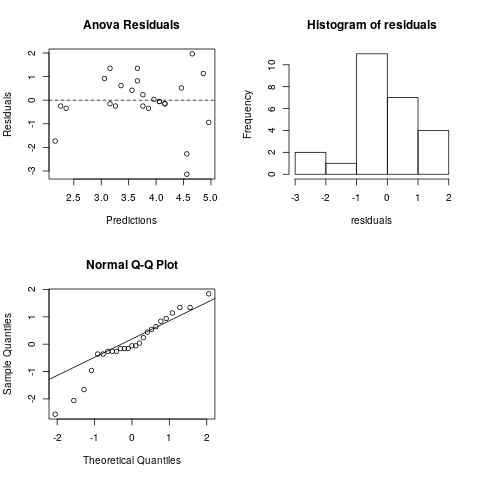 Anova Residuals
Residuals
2
1
0
-1
-2
-3
2.5 3.0 3.5 4.0 4.5 5.0
Predictions
Histogram of residuals
Frequency
10
8
6
4
2
0
-3 -2 -1 0 1 2
residuals
Normal Q-Q Plot
Sample Quantiles
2
1
0
-1
-2
-2 -1 0 1 2
Theoretical Quantiles